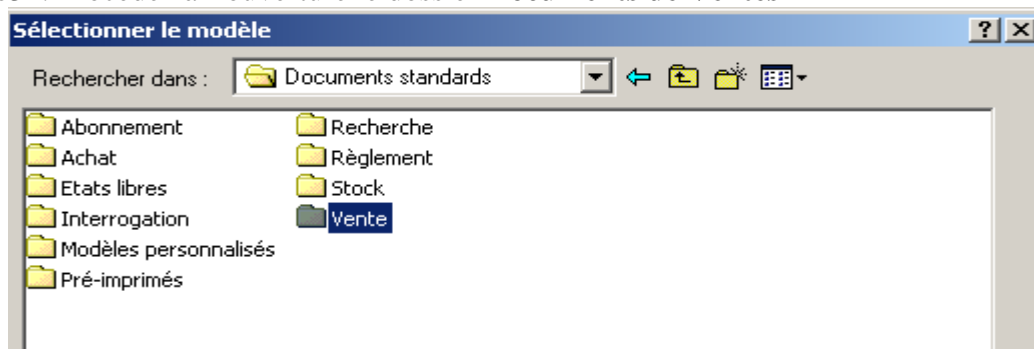 Sélectionner le modèle
Rechercher dans :
Documents standards
Abonnement
Achat
Etats libres
Interrogation
Modèles personnalisés
Pré-imprimés
Recherche
Règlement
Stock
Vente